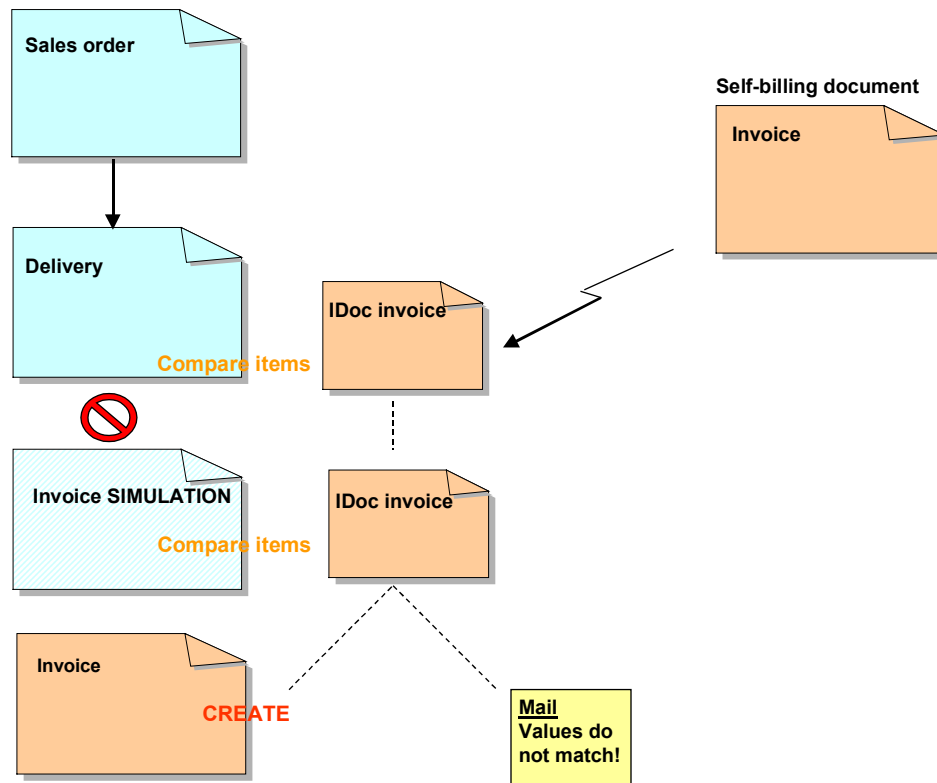 Sales order
Self-billing document
Invoice
Delivery
IDoc invoice
Compare items
Invoice SIMULATION
IDoc invoice
Compare items
Invoice
CREATE
Mail
Values do
not match!